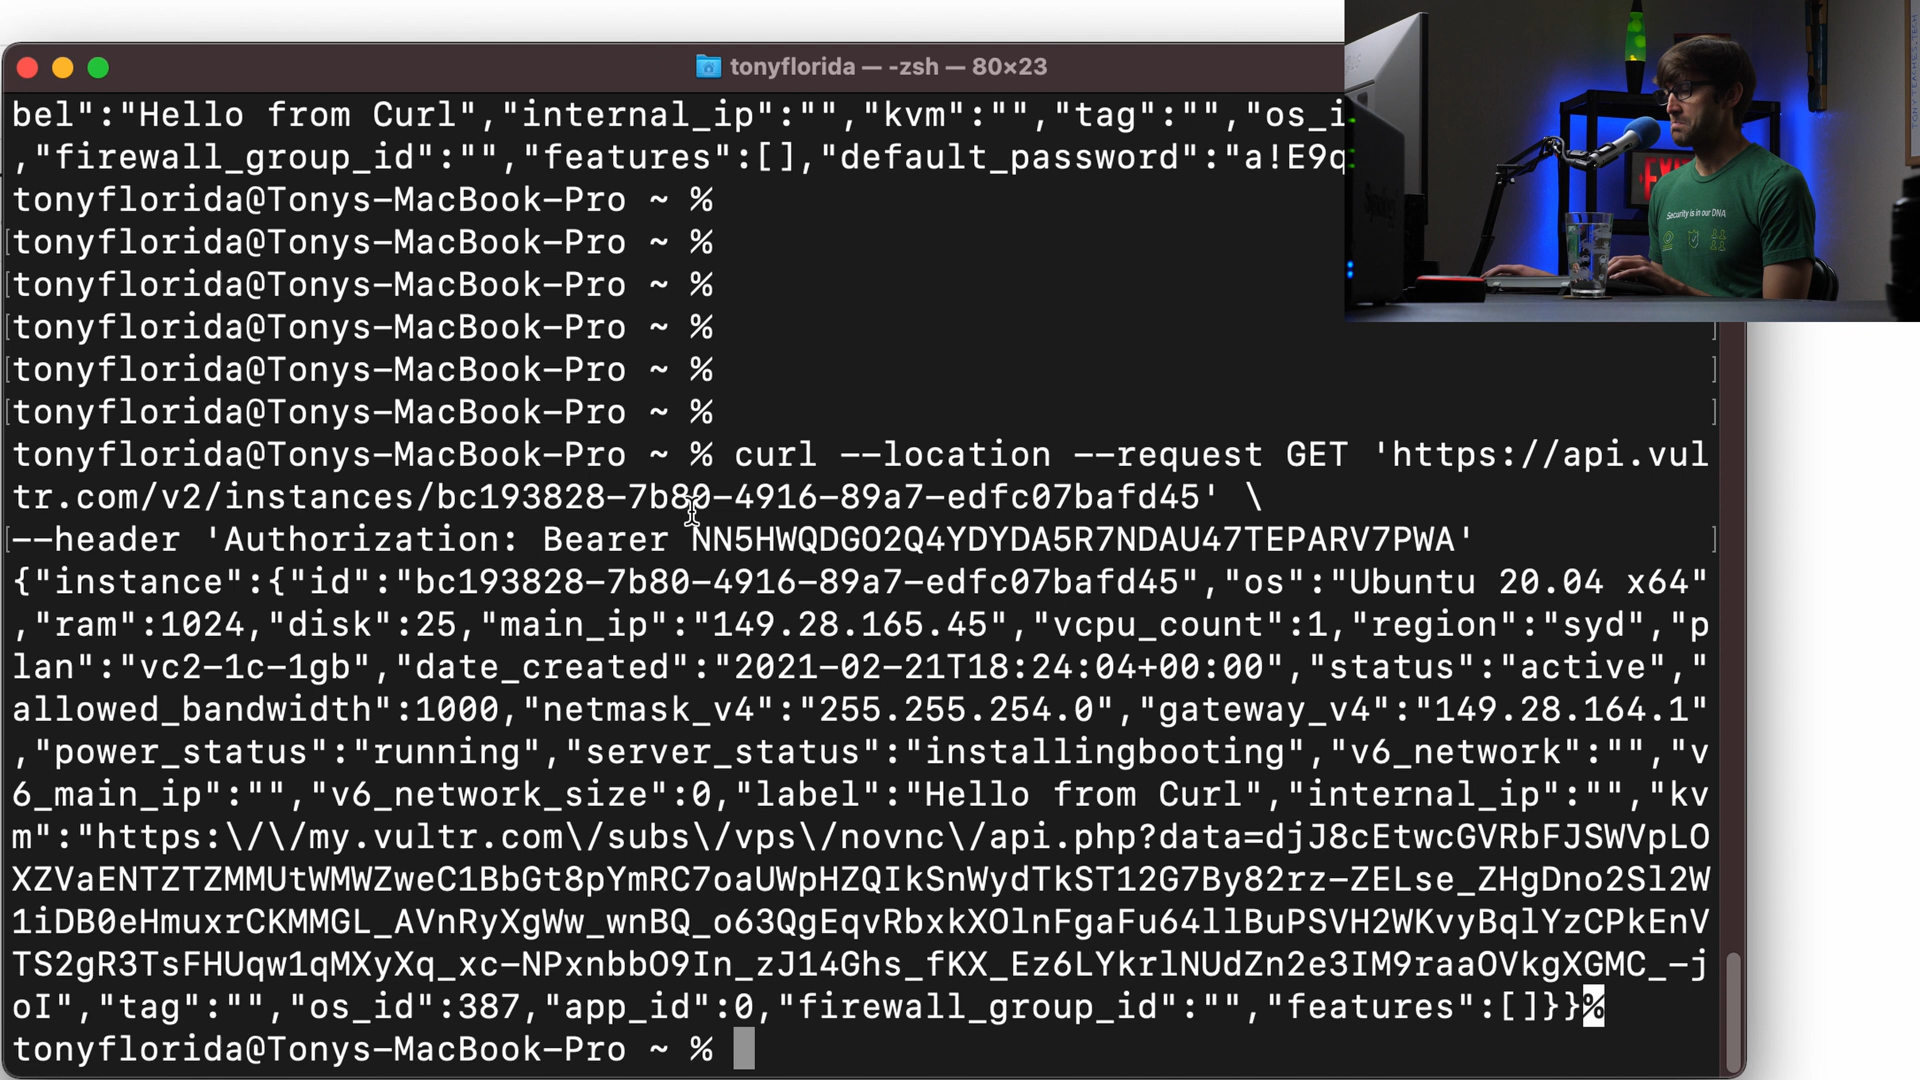 tonyflorida — -zsh — 80×23
bel":"Hello from Curl","internal_ip":"","kvm":"","tag":"","os_i
,"firewall_group_id":"","features":[],"default_password":"a!E9q
tonyflorida@Tonys-MacBook-Pro ~ %
tonyflorida@Tonys-MacBook-Pro ~ %
tonyflorida@Tonys-MacBook-Pro ~ %
tonyflorida@Tonys-MacBook-Pro ~ %
tonyflorida@Tonys-MacBook-Pro ~ %
tonyflorida@Tonys-MacBook-Pro ~ %
tonyflorida@Tonys-MacBook-Pro ~ % curl --location --request GET 'https://api.vul
tr.com/v2/instances/bc193828-7b80-4916-89a7-edfc07bafd45' \
--header 'Authorization: Bearer NN5HWQDGO2Q4YDYDA5R7NDAU47TEPARV7PWA'
{"instance":{"id":"bc193828-7b80-4916-89a7-edfc07bafd45","os":"Ubuntu 20.04 x64"
,"ram":1024,"disk":25,"main_ip":"149.28.165.45","vcpu_count":1,"region":"syd","p
lan":"vc2-1c-1gb","date_created":"2021-02-21T18:24:04+00:00","status":"active","
allowed_bandwidth":1000,"netmask_v4":"255.255.254.0","gateway_v4":"149.28.164.1"
,"power_status":"running","server_status":"installingbooting","v6_network":"","v
6_main_ip":"","v6_network_size":0,"label":"Hello from Curl","internal_ip":"","kv
m":"https:\/\/my.vultr.com\/subs\/vps\/novnc\/api.php?data=djJ8cEtwcGVRbFJSWVpLO
XZVaENTZTZMMUtWMWZweC1BbGt8pYmRC7oaUWpHZQIkSnWydTkST12G7By82rz-ZELse_ZHgDno2Sl2W
1iDB0eHmuxrCKMMGL_AVnRyXgWw_wnBQ_o63QgEqvRbxkXOlnFgaFu64llBuPSVH2WKvyBqlYzCPkEnV
TS2gR3TsFHUqw1qMXyXq_xc-NPxnbbO9In_zJ14Ghs_fKX_Ez6LYkrlNUdZn2e3IM9raaOVkgXGMC_-j
oI","tag":"","os_id":387,"app_id":0,"firewall_group_id":"","features":[]}}%
tonyflorida@Tonys-MacBook-Pro ~ %
Security is in our DNA